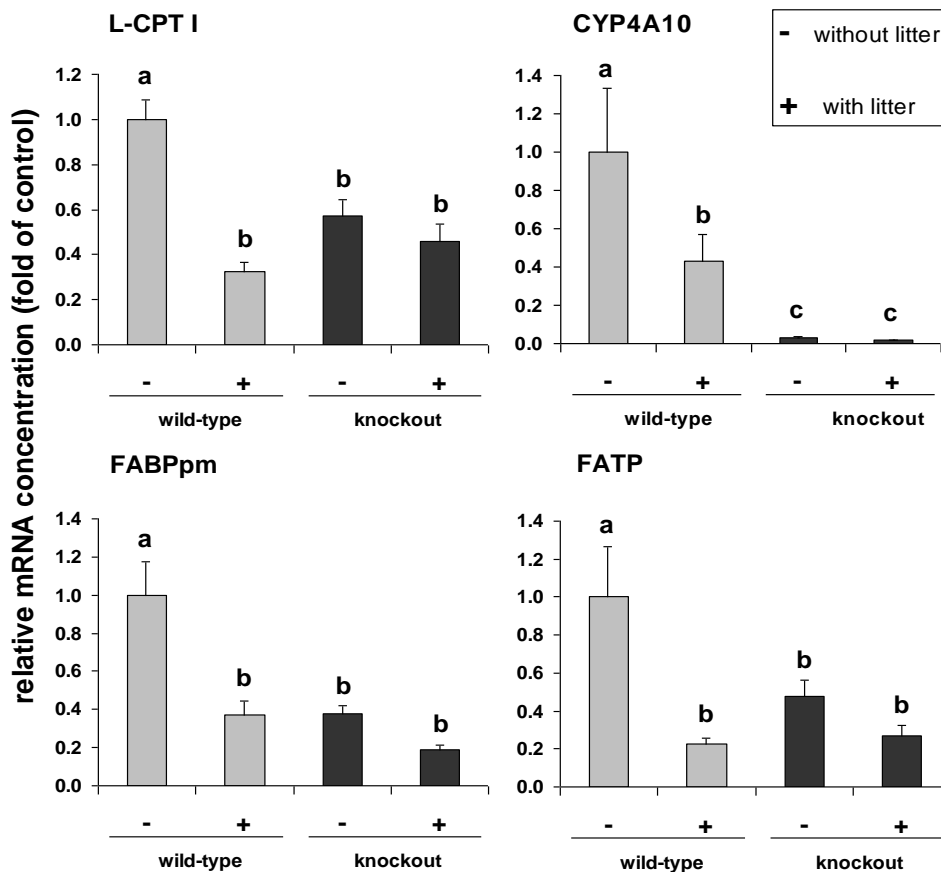 L-CPT I
CYP4A10
- without litter
+ with litter
relative mRNA concentration (fold of control)
1.2
1.0
0.8
0.6
0.4
0.2
0.0
a
b
b
b
- + - +
wild-type knockout
1.4
1.2
1.0
0.8
0.6
0.4
0.2
0.0
a
b
c
c
- + - +
wild-type knockout
FABPpm
FATP
1.4
1.2
1.0
0.8
0.6
0.4
0.2
0.0
a
b
b
b
- + - +
wild-type knockout
1.4
1.2
1.0
0.8
0.6
0.4
0.2
0.0
a
b
b
b
- + - +
wild-type knockout